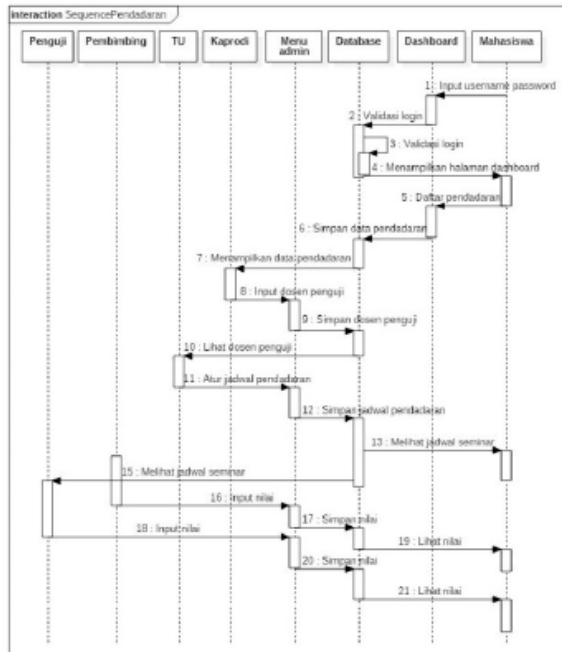 interaction SequencePendadaran
Penguji
Pembimbing
TU
Kaprodi
Menu
admin
Database
Dashboard
Mahasiswa
1 : Input username password
2 : Validasi login
3 : Validasi login
4 : Menampilkan halaman dashboard
5 : Daftar pendadaran
6 : Simpan data pendadaran
7 : Menampilkan data pendadaran
8 : Input dosen penguji
9 : Simpan dosen penguji
10 : Lihat dosen penguji
11 : Atur jadwal pendadaran
12 : Simpan jadwal pendadaran
13 : Melihat jadwal seminar
15 : Melihat jadwal seminar
16 : Input nilai
17 : Simpan nilai
18 : Input nilai
19 : Lihat nilai
20 : Simpan nilai
21 : Lihat nilai